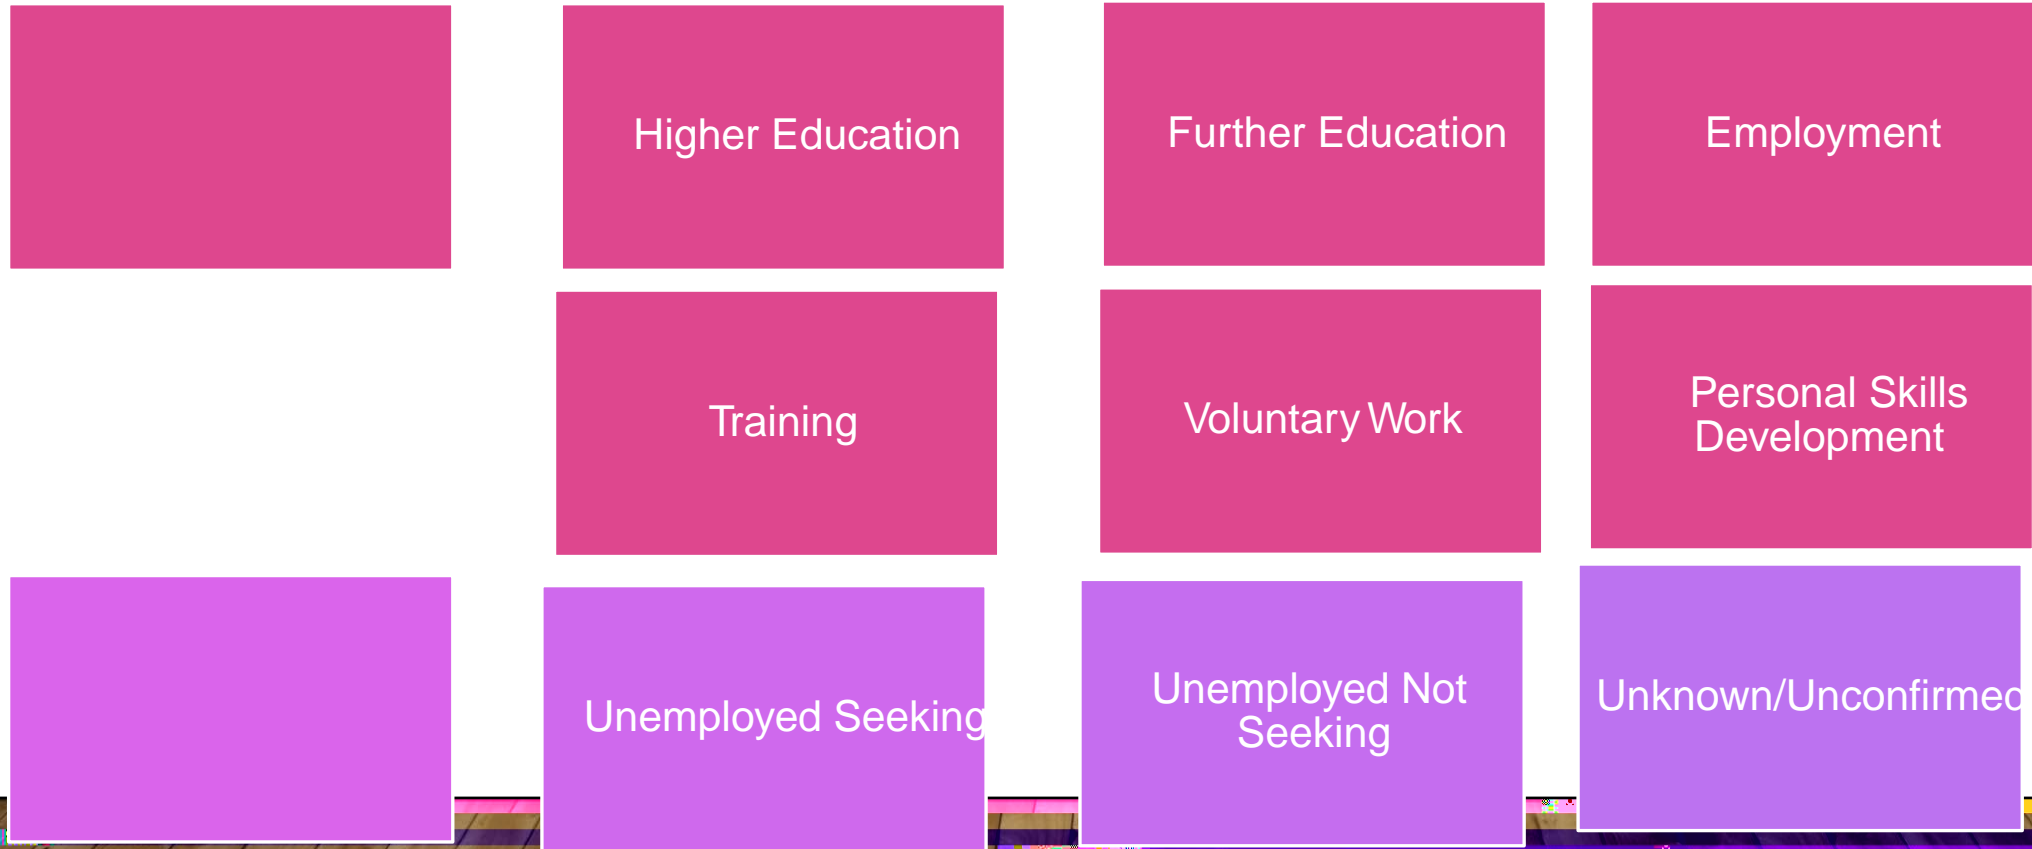 Higher Education
Further Education
Employment
Training
Voluntary Work
Personal Skills
Development
Unemployed Seeking
Unemployed Not
Seeking
Unknown/Unconfirmed